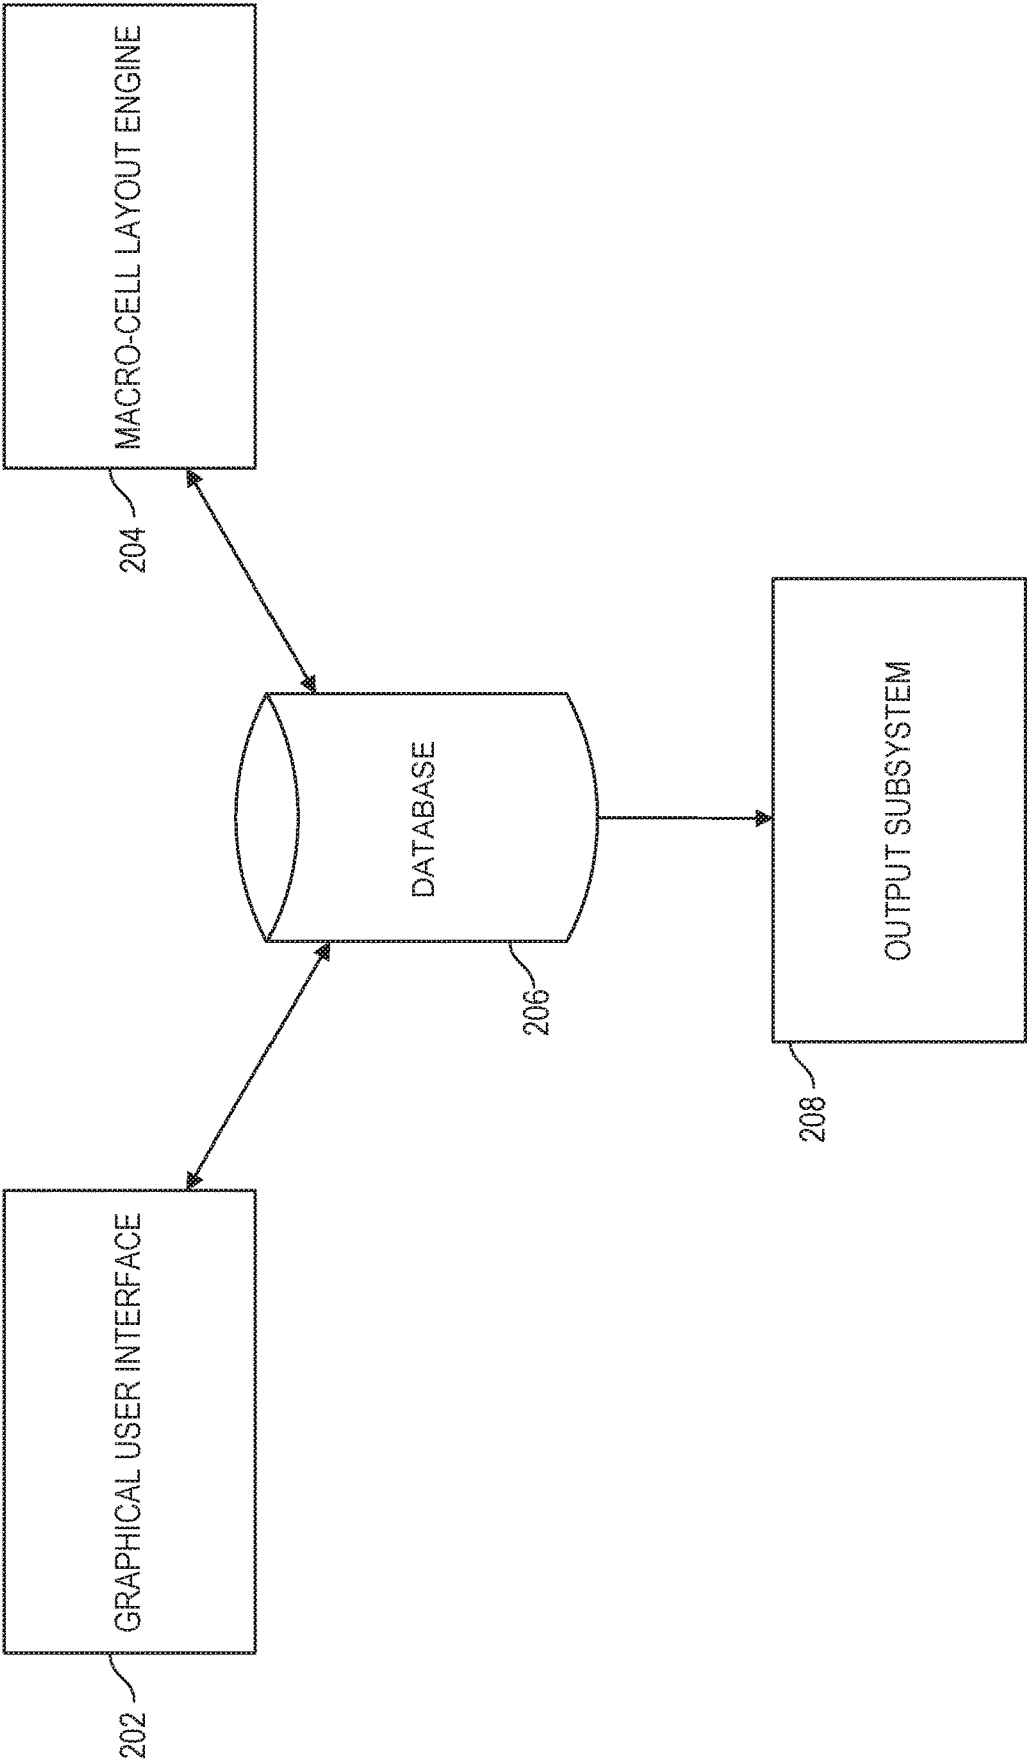 GRAPHICAL USER INTERFACE
202
MACRO-CELL LAYOUT ENGINE
204
DATABASE
206
OUTPUT SUBSYSTEM
208